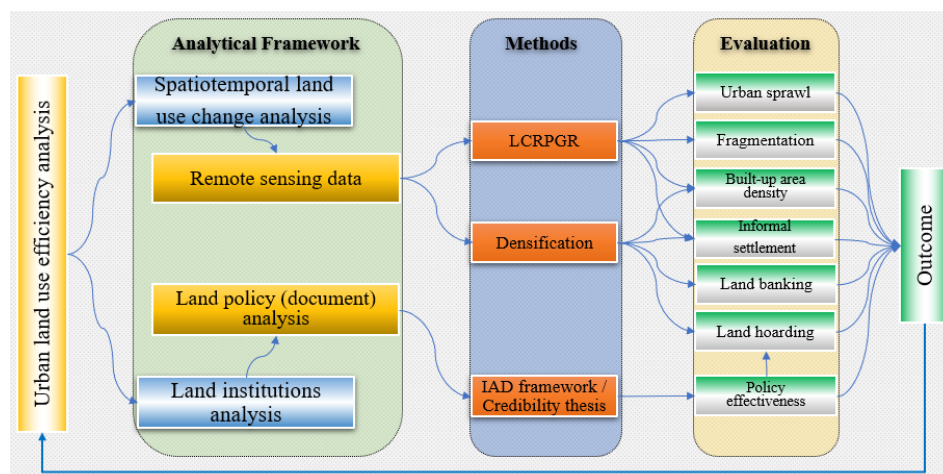 Urban land use efficiency analysis
Analytical Framework
Spatiotemporal land
use change analysis
Remote sensing data
Land policy (document)
analysis
Land institutions
analysis
Methods
LCRPGR
Densification
IAD framework /
Credibility thesis
Evaluation
Urban sprawl
Fragmentation
Built-up area
density
Informal
settlement
Land banking
Land hoarding
Policy
effectiveness
Outcome